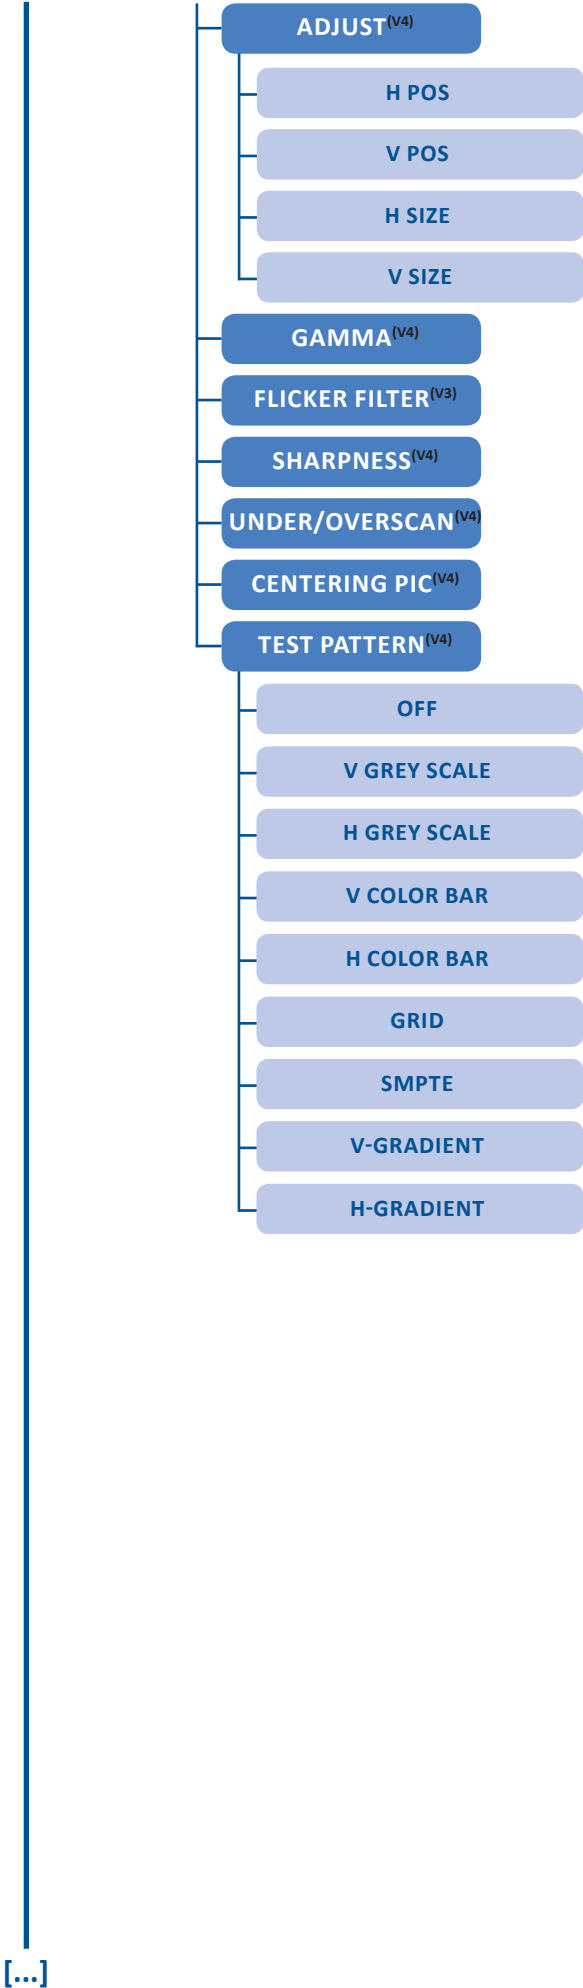 ADJUST(V4)
H POS
V POS
H SIZE
V SIZE
GAMMA(V4)
FLICKER FILTER(V3)
SHARPNESS(V4)
UNDER/OVERSCAN(V4)
CENTERING PIC(V4)
TEST PATTERN(V4)
OFF
V GREY SCALE
H GREY SCALE
V COLOR BAR
H COLOR BAR
GRID
SMPTE
V-GRADIENT
H-GRADIENT
[...]